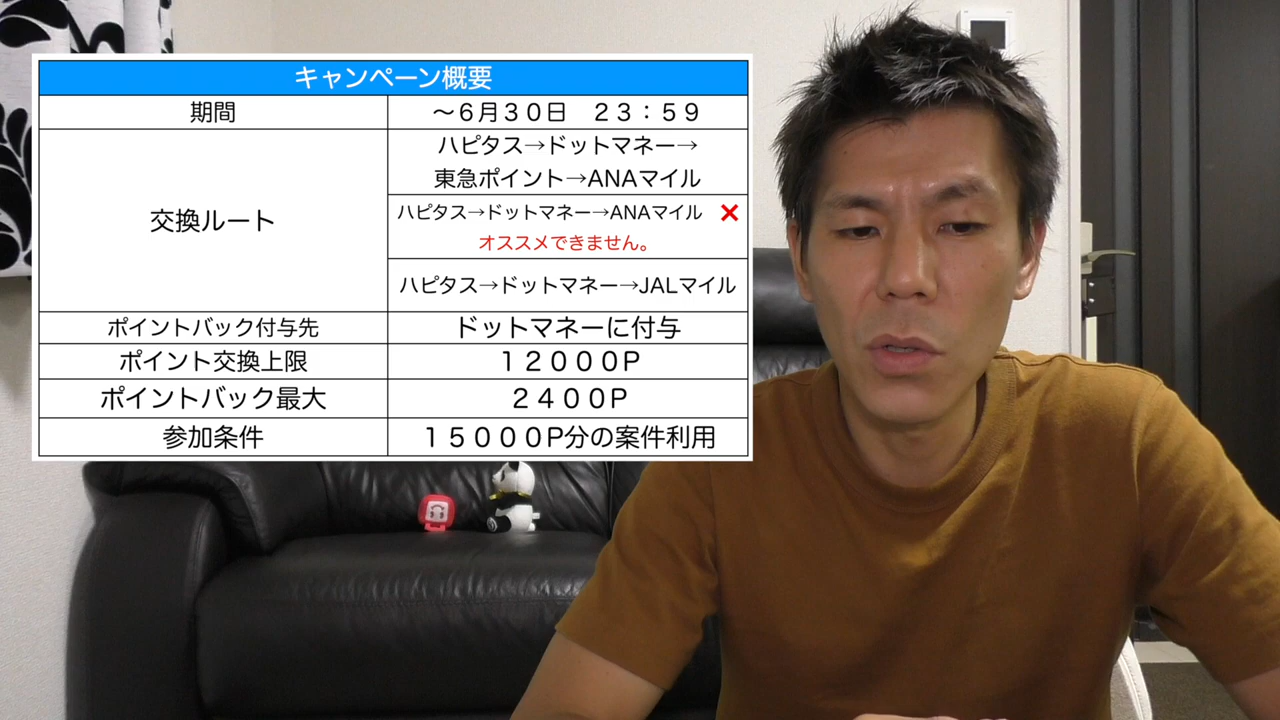 キャンペーン概要
期間
～６月３０日　２３：５９
交換ルート
ハピタス→ドットマネー→
東急ポイント→ANAマイル
ハピタス→ドットマネー→ANAマイル ×
オススメできません。
ハピタス→ドットマネー→JALマイル
ポイントバック付与先
ドットマネーに付与
ポイント交換上限
１２０００P
ポイントバック最大
２４００P
参加条件
１５０００P分の案件利用